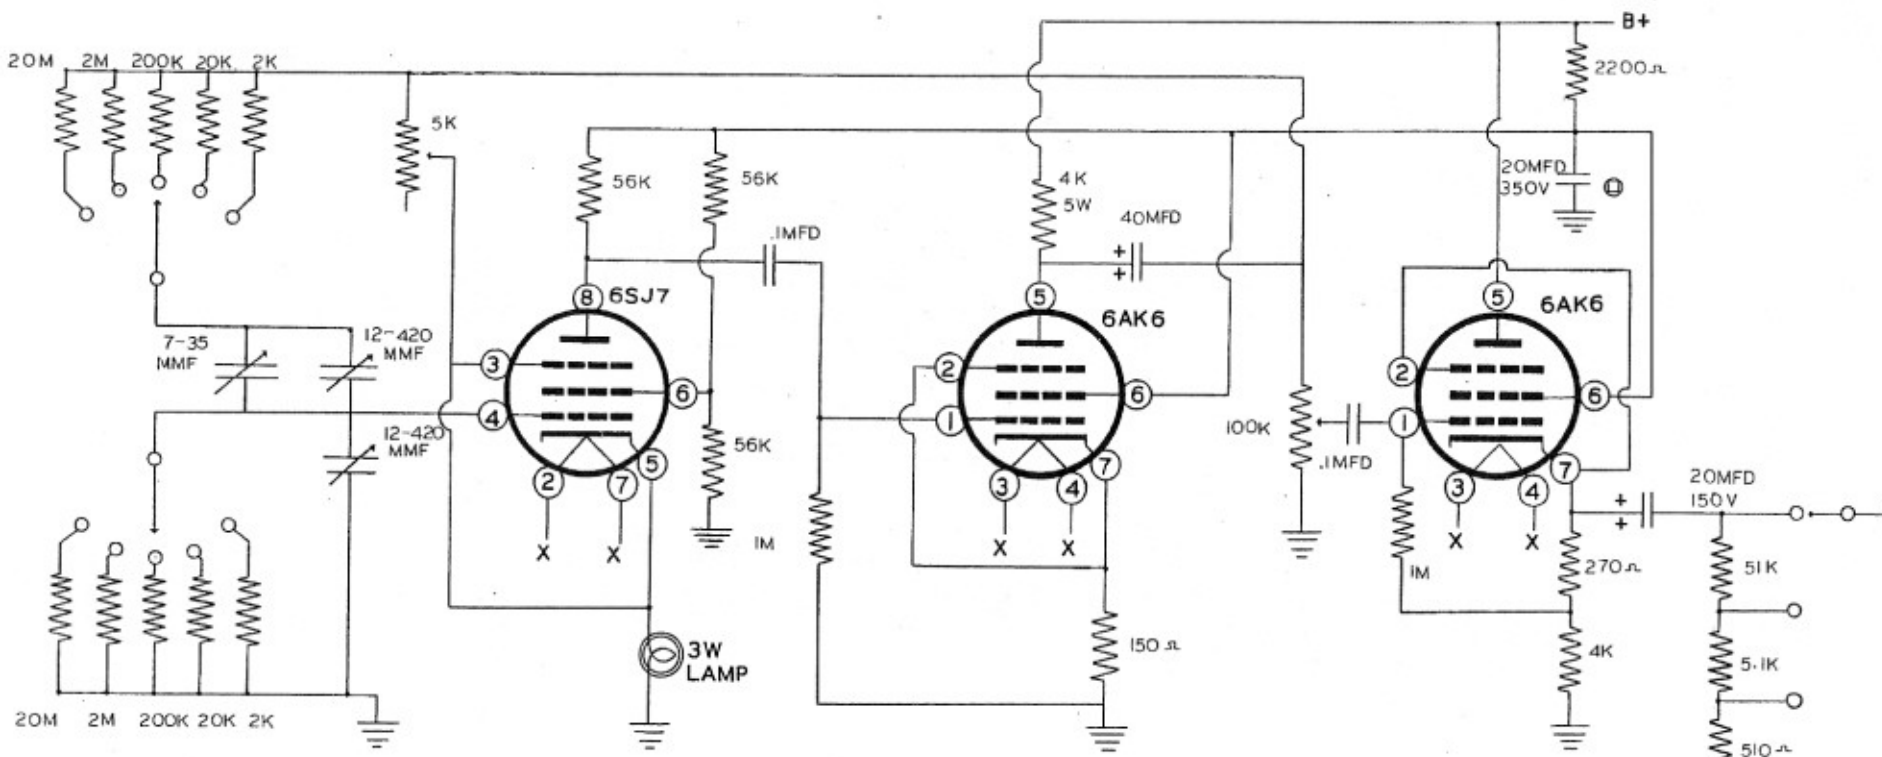 B+
20M 2M 200K 20K 2K
2200Ω
5K
56K
56K
4K
5W
20MFD
350V
.1MFD
40MFD
8 6SJ7
5
6AK6
5
6AK6
7-35
MMF
12-420
MMF
3
6
2
6
2
6
4
1
1
100K
.1MFD
12-420
MMF
56K
2 7 5
3 4 7
3 4 7
20MFD
150V
+
+
+
+
X X
X X
X X
1M
1M
270Ω
51K
3W
LAMP
150Ω
4K
5.1K
20M 2M 200K 20K 2K
510Ω